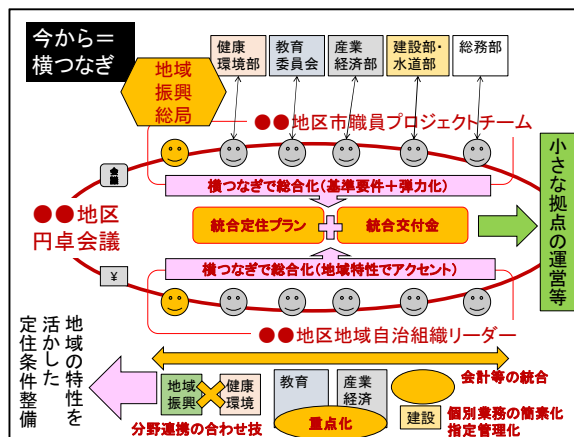 今から＝
横つなぎ
地域
振興
総局
健康
環境部
教育
委員会
産業
経済部
建設部・
水道部
総務部
●●地区市職員プロジェクトチーム
会議
横つなぎで総合化(基準要件＋弾力化)
●●地区
円卓会議
統合定住プラン
統合交付金
小さな拠点の運営等
¥
横つなぎで総合化(地域特性でアクセント)
●●地区地域自治組織リーダー
地域の特性を
活かした
定住条件整備
地域
振興
健康
環境
教育
産業
経済
会計等の統合
重点化
建設
個別業務の簡素化
指定管理化
分野連携の合わせ技